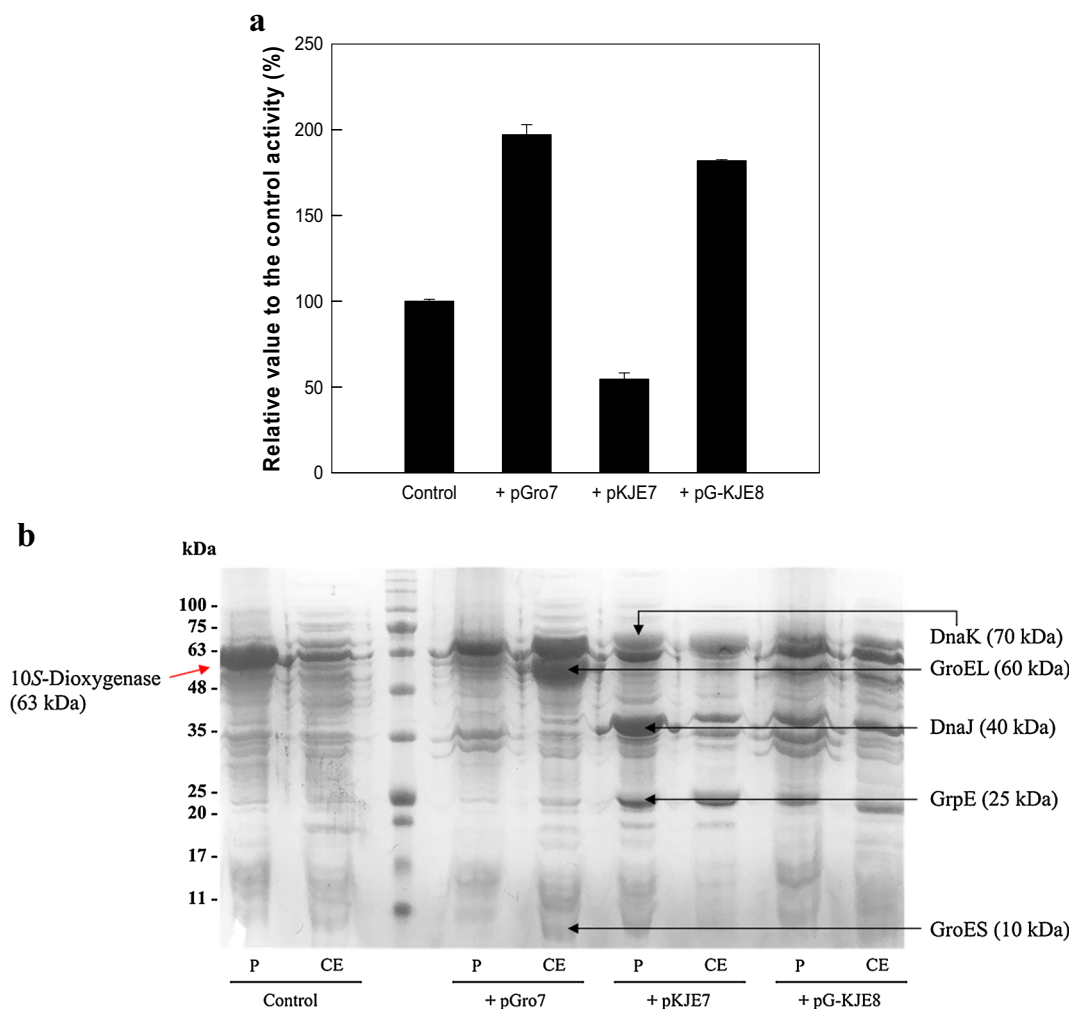 a
Relative value to the control activity (%)
250
200
150
100
50
0
Control
+ pGro7
+ pKJE7
+ pG-KJE8
b
kDa
100 -
75 -
63 -
48 -
35 -
25 -
20 -
17 -
11 -
10S-Dioxygenase
(63 kDa)
DnaK (70 kDa)
GroEL (60 kDa)
DnaJ (40 kDa)
GrpE (25 kDa)
GroES (10 kDa)
P CE P CE P CE P CE
Control + pGro7 + pKJE7 + pG-KJE8